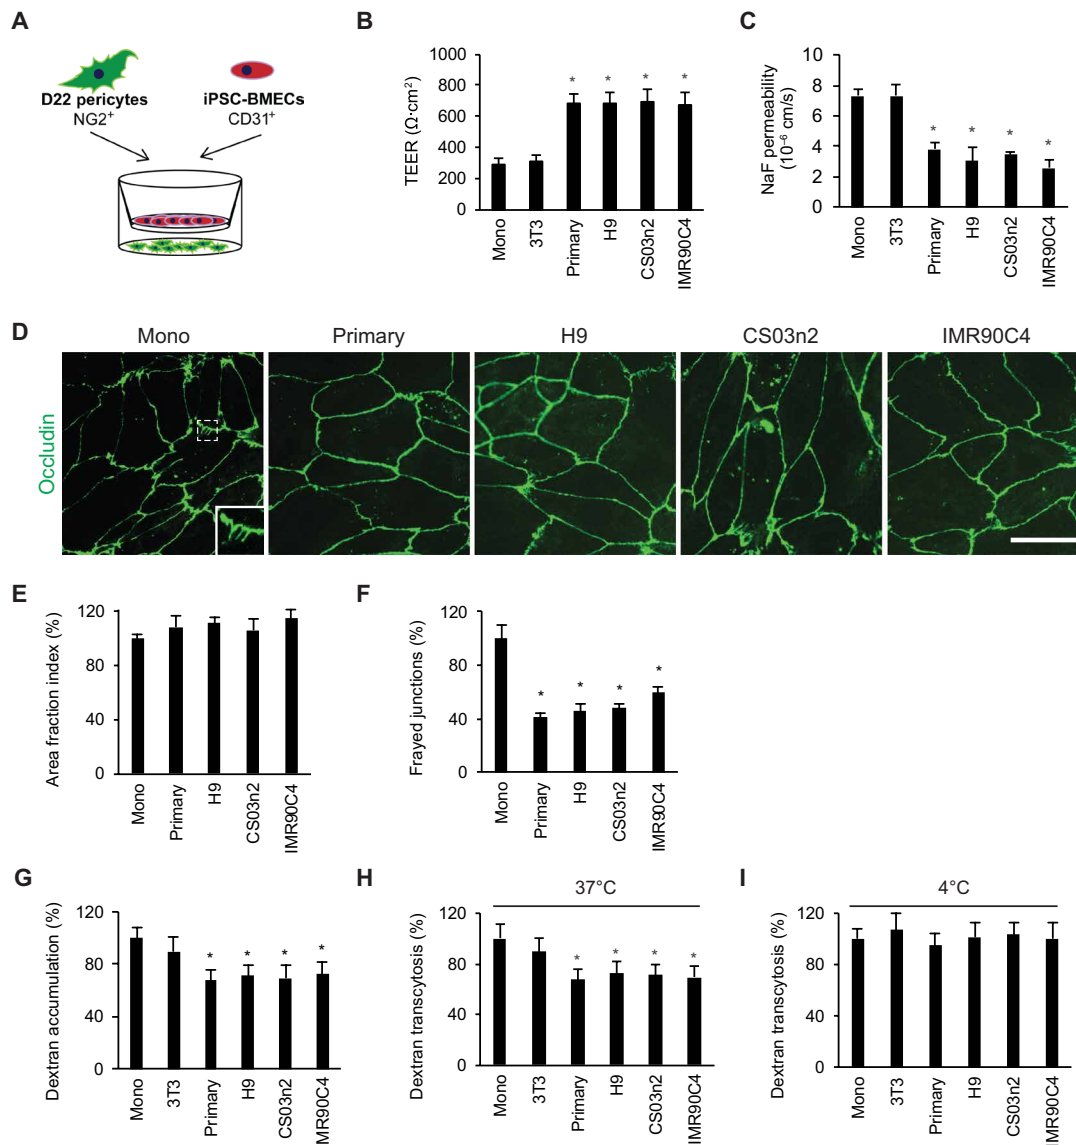 A
D22 pericytes
NG2⁺
iPSC-BMECs
CD31⁺
B
TEER (Ω·cm²)
1000
800
600
400
200
0
* * * *
Mono
3T3
Primary
H9
CS03n2
IMR90C4
C
NaF permeability
(10⁻⁶ cm/s)
10
8
6
4
2
0
* * * *
Mono
3T3
Primary
H9
CS03n2
IMR90C4
D
Mono
Primary
H9
CS03n2
IMR90C4
Occludin
E
Area fraction index (%)
120
80
40
0
Mono
Primary
H9
CS03n2
IMR90C4
F
Frayed junctions (%)
120
80
40
0
* * * *
Mono
Primary
H9
CS03n2
IMR90C4
G
Dextran accumulation (%)
120
80
40
0
* * * *
Mono
3T3
Primary
H9
CS03n2
MR90C4
H
37°C
Dextran transcytosis (%)
120
80
40
0
* * * *
Mono
3T3
Primary
H9
CS03n2
IMR90C4
I
4°C
Dextran transcytosis (%)
120
80
40
0
Mono
3T3
Primary
H9
CS03n2
IMR90C4